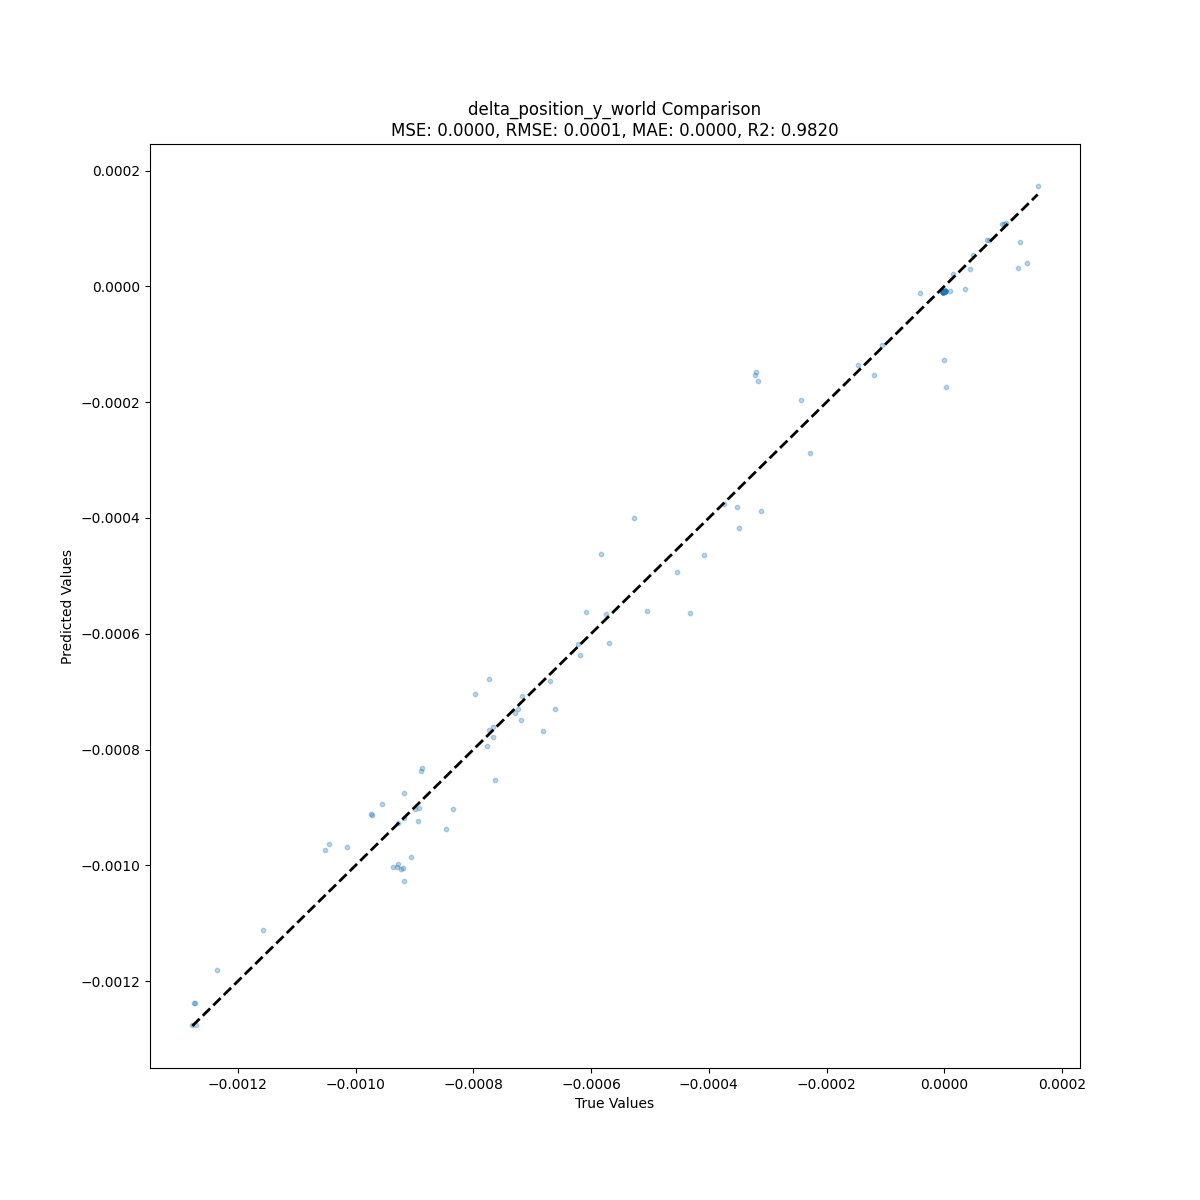 delta_position_y_world Comparison
MSE: 0.0000, RMSE: 0.0001, MAE: 0.0000, R2: 0.9820
Predicted Values
0.0002
0.0000
−0.0002
−0.0004
−0.0006
−0.0008
−0.0010
−0.0012
−0.0012 −0.0010 −0.0008 −0.0006 −0.0004 −0.0002 0.0000 0.0002
True Values